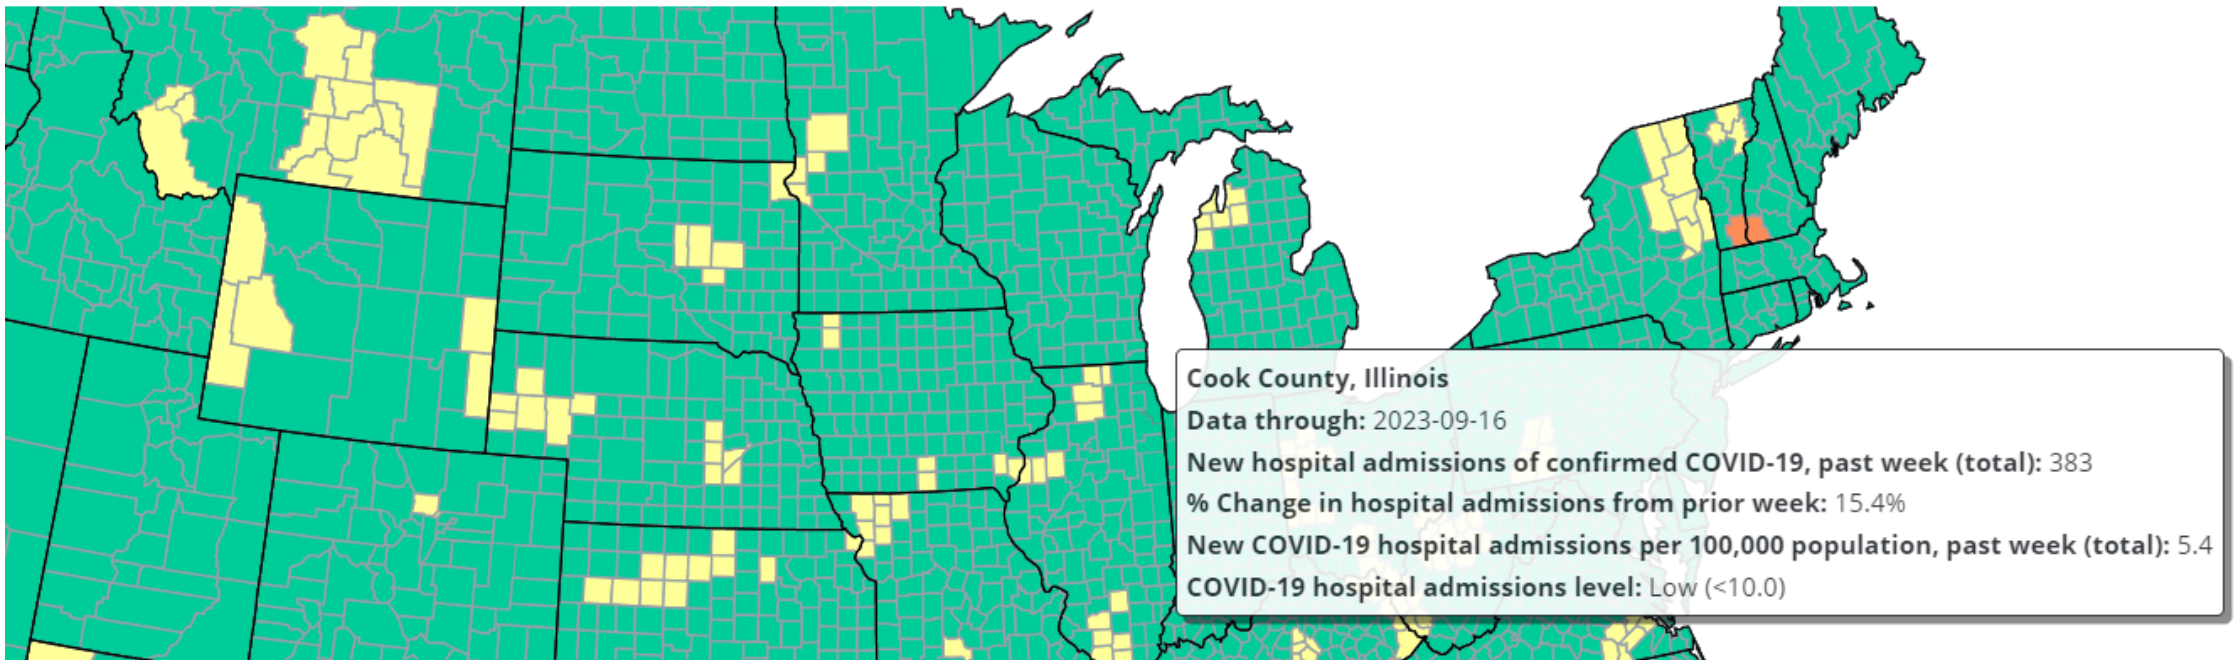 Cook County, Illinois
Data through: 2023-09-16
New hospital admissions of confirmed COVID-19, past week (total): 383
% Change in hospital admissions from prior week: 15.4%
New COVID-19 hospital admissions per 100,000 population, past week (total): 5.4
COVID-19 hospital admissions level: Low (<10.0)